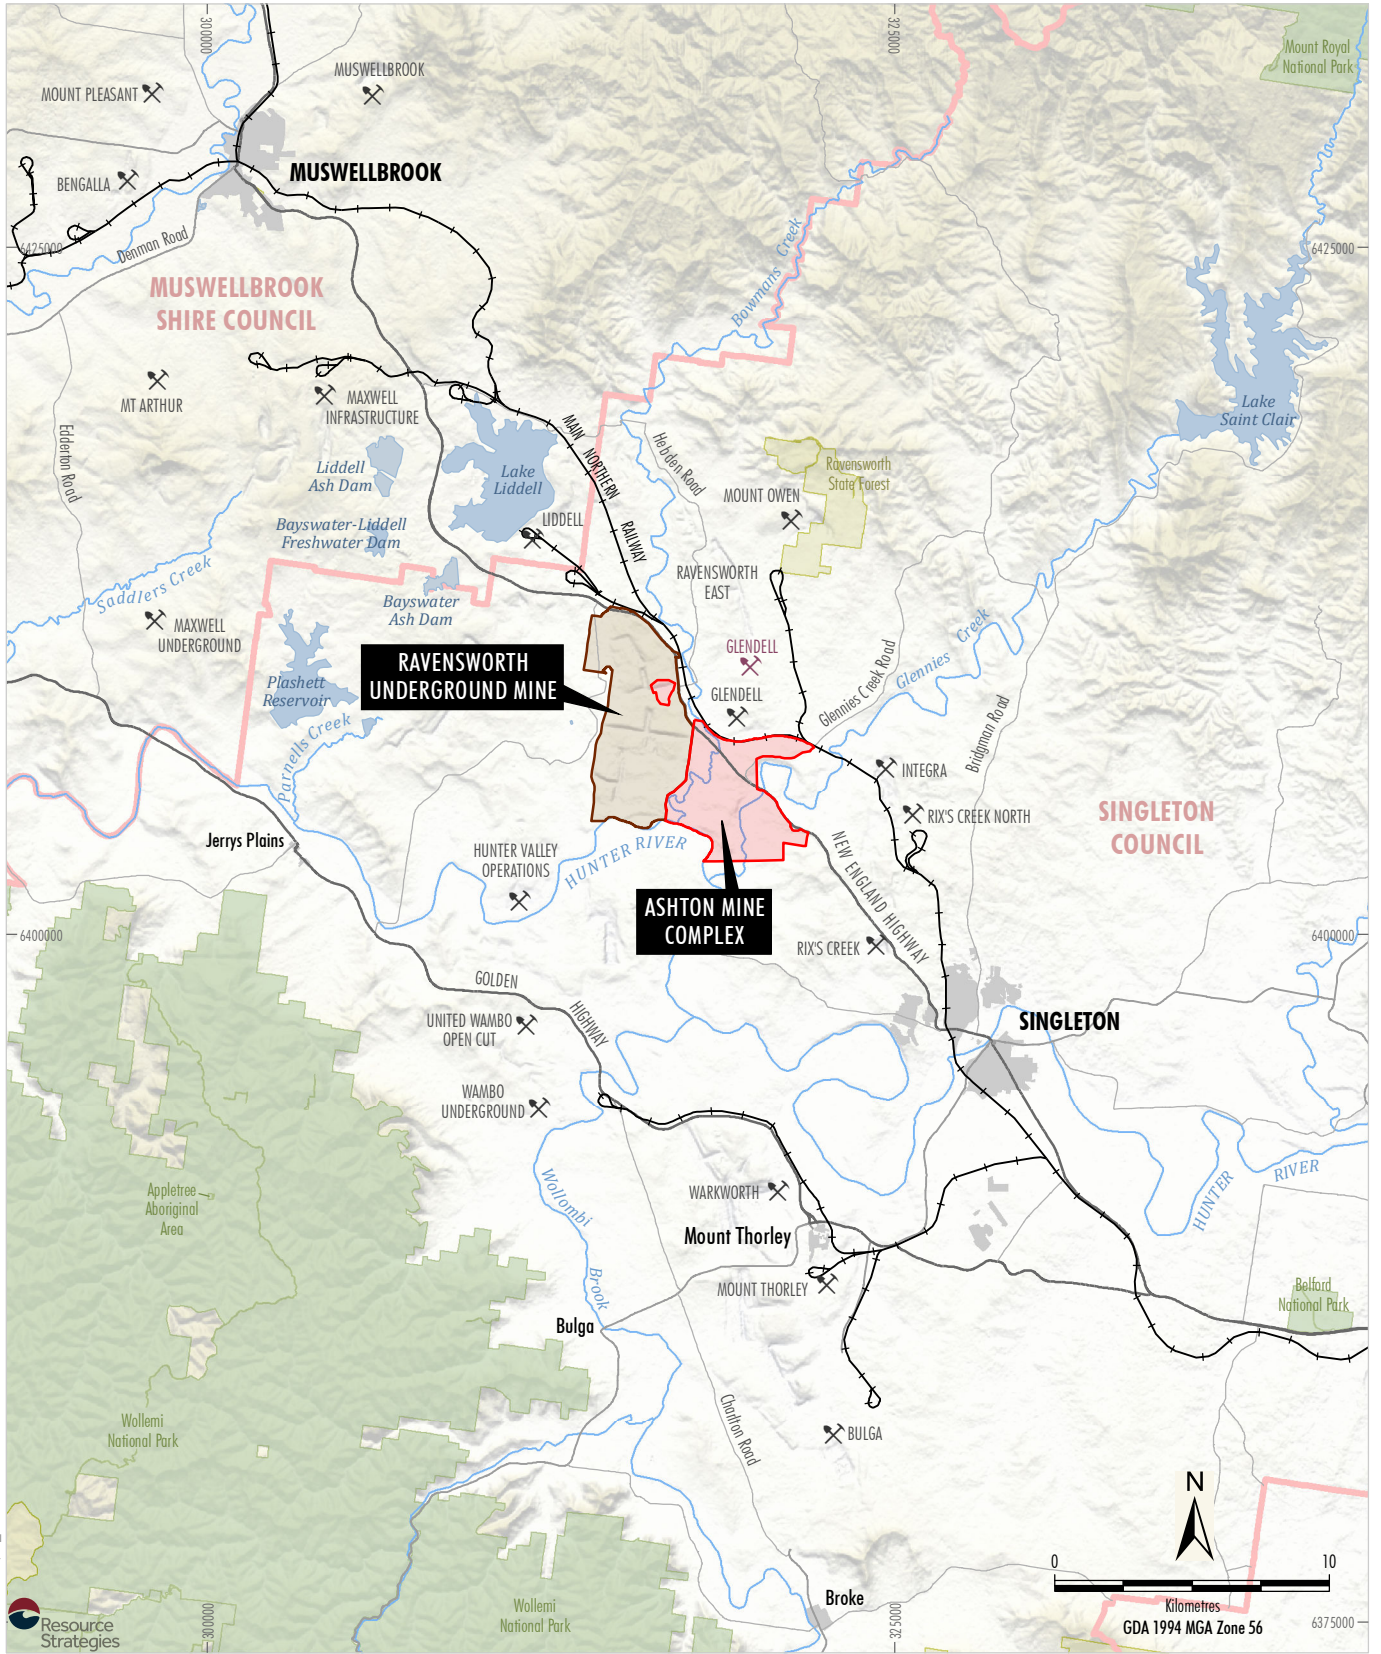 300000
325000
Mount Royal
National Park
MUSWELLBROOK
MOUNT PLEASANT
MUSWELLBROOK
BENGALLA
Denman Road
6425000
6425000
Bowmans Creek
MUSWELLBROOK
SHIRE COUNCIL
MT ARTHUR
MAXWELL
INFRASTRUCTURE
MAIN NORTHERN RAILWAY
Lake
Saint Clair
Edderton Road
Hebden Road
Liddell
Ash Dam
Lake
Liddell
Ravensworth
State Forest
MOUNT OWEN
LIDDELL
Bayswater-Liddell
Freshwater Dam
Saddlers Creek
RAVENSWORTH
EAST
Bayswater
Ash Dam
MAXWELL
UNDERGROUND
Glennies Creek
GLENDELL
Glennies Creek Road
RAVENSWORTH
UNDERGROUND MINE
Plashett
Reservoir
GLENDELL
Parnells Creek
Bridgman Road
INTEGRA
RIX'S CREEK NORTH
SINGLETON
COUNCIL
Jerrys Plains
HUNTER VALLEY
OPERATIONS
HUNTER RIVER
NEW ENGLAND HIGHWAY
ASHTON MINE
COMPLEX
6400000
6400000
RIX'S CREEK
GOLDEN HIGHWAY
UNITED WAMBO
OPEN CUT
SINGLETON
WAMBO
UNDERGROUND
Wollombi Brook
HUNTER RIVER
Appletree
Aboriginal
Area
WARKWORTH
Mount Thorley
MOUNT THORLEY
Belford
National Park
Bulga
Charlton Road
Wollemi
National Park
BULGA
N
0
10
Kilometres
GDA 1994 MGA Zone 56
Broke
Wollemi
National Park
Resource
Strategies
300000
325000
6375000